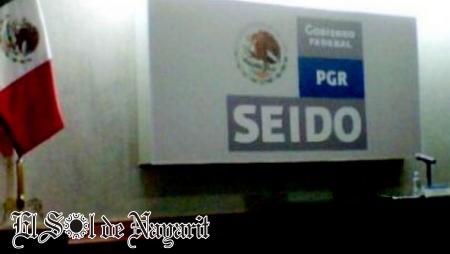 GOBIERNO
FEDERAL
PGR
SEIDO
El Sol de Nayarit